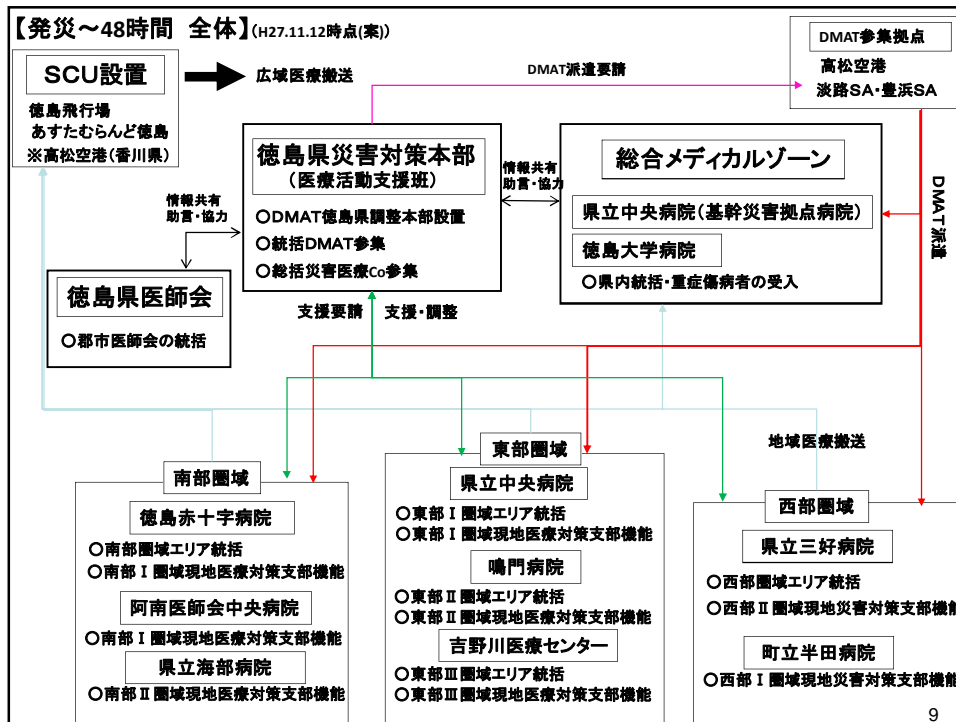 【発災～48時間 全体】(H27.11.12時点(案))
SCU設置
徳島飛行場
あすたむらんど徳島
※高松空港(香川県)
広域医療搬送
DMAT派遣要請
DMAT参集拠点
高松空港
淡路SA・豊浜SA
徳島県災害対策本部
(医療活動支援班)
○DMAT徳島県調整本部設置
○統括DMAT参集
○総括災害医療Co参集
情報共有
助言・協力
情報共有
助言・協力
総合メディカルゾーン
県立中央病院(基幹災害拠点病院)
徳島大学病院
○県内統括・重症傷病者の受入
DMAT派遣
徳島県医師会
○郡市医師会の統括
支援要請
支援・調整
地域医療搬送
南部圏域
徳島赤十字病院
○南部圏域エリア統括
○南部Ⅰ圏域現地医療対策支部機能
阿南医師会中央病院
○南部Ⅰ圏域現地医療対策支部機能
県立海部病院
○南部Ⅱ圏域現地医療対策支部機能
東部圏域
県立中央病院
○東部Ⅰ圏域エリア統括
○東部Ⅰ圏域現地医療対策支部機能
鳴門病院
○東部Ⅱ圏域エリア統括
○東部Ⅱ圏域現地医療対策支部機能
吉野川医療センター
○東部Ⅲ圏域エリア統括
○東部Ⅲ圏域現地医療対策支部機能
西部圏域
県立三好病院
○西部圏域エリア統括
○西部Ⅱ圏域現地災害対策支部機能
町立半田病院
○西部Ⅰ圏域現地災害対策支部機能
9